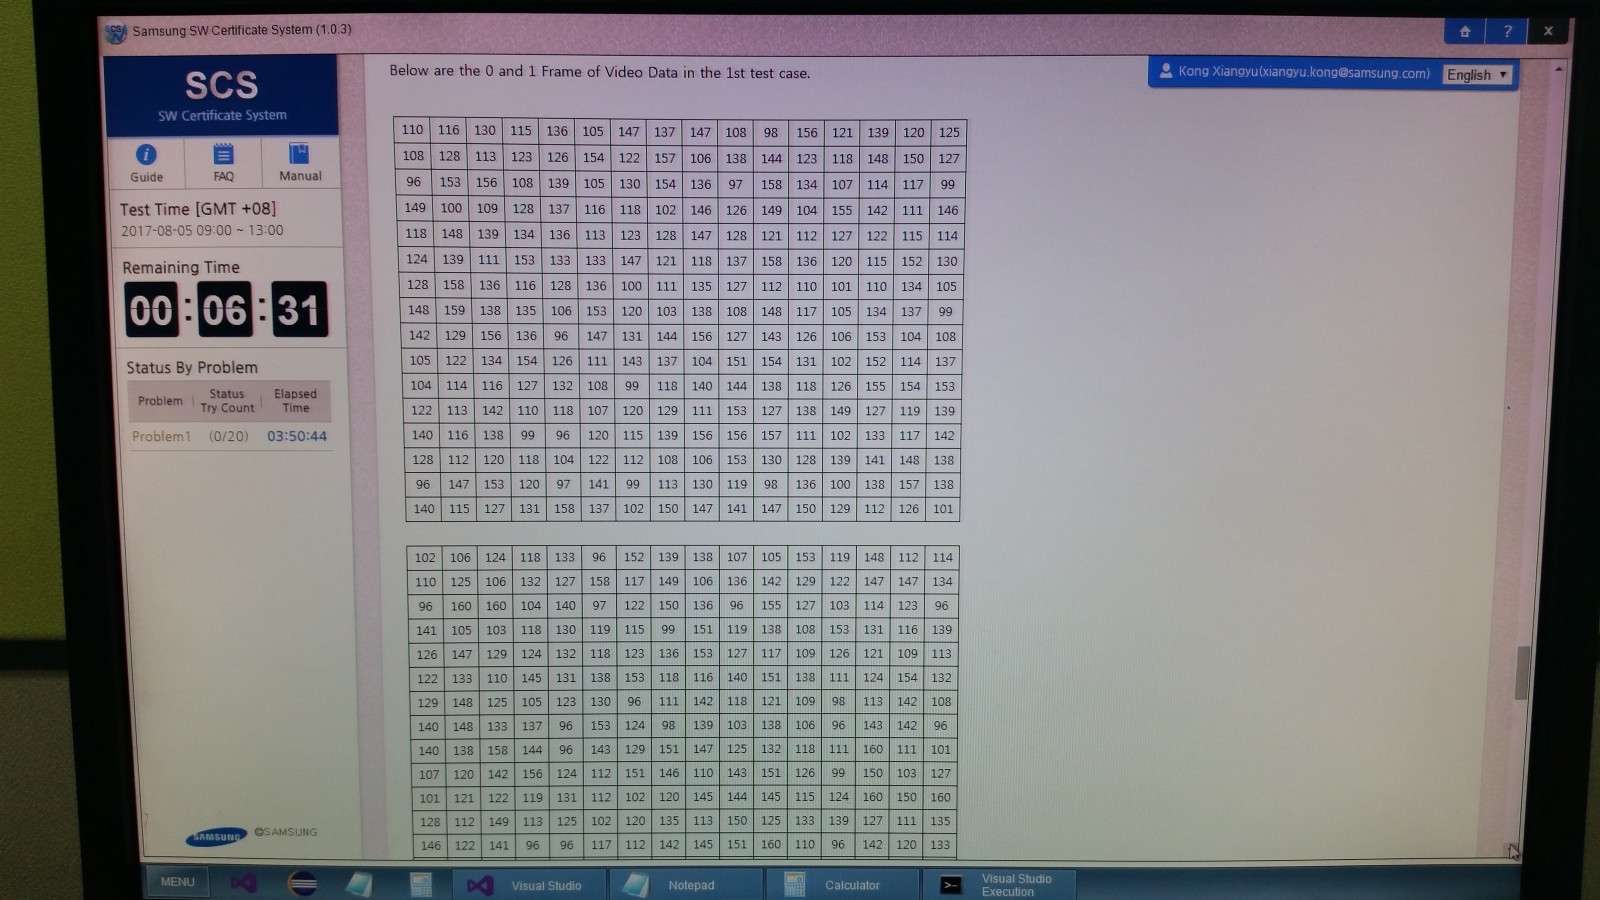 Samsung SW Certificate System (1.0.3)
?
X
SCS
SW Certificate System
Guide
FAQ
Manual
Test Time [GMT +08]
2017-08-05 09:00 ~ 13:00
Remaining Time
00:06:31
Status By Problem
Problem | Status Try Count | Elapsed Time
Problem1 (0/20) 03:50:44
SAMSUNG ©SAMSUNG
Below are the 0 and 1 Frame of Video Data in the 1st test case.
Kong Xiangyu(xiangyu.kong@samsung.com) English
110 116 130 115 136 105 147 137 147 108 98 156 121 139 120 125
108 128 113 123 126 154 122 157 106 138 144 123 118 148 150 127
96 153 156 108 139 105 130 154 136 97 158 134 107 114 117 99
149 100 109 128 137 116 118 102 146 126 149 104 155 142 111 146
118 148 139 134 136 113 123 128 147 128 121 112 127 122 115 114
124 139 111 153 133 133 147 121 118 137 158 136 120 115 152 130
128 158 136 116 128 136 100 111 135 127 112 110 101 110 134 105
148 159 138 135 106 153 120 103 138 108 148 117 105 134 137 99
142 129 156 136 96 147 131 144 156 127 143 126 106 153 104 108
105 122 134 154 126 111 143 137 104 151 154 131 102 152 114 137
104 114 116 127 132 108 99 118 140 144 138 118 126 155 154 153
122 113 142 110 118 107 120 129 111 153 127 138 149 127 119 139
140 116 138 99 96 120 115 139 156 156 157 111 102 133 117 142
128 112 120 118 104 122 112 108 106 153 130 128 139 141 148 138
96 147 153 120 97 141 99 113 130 119 98 136 100 138 157 138
140 115 127 131 158 137 102 150 147 141 147 150 129 112 126 101
102 106 124 118 133 96 152 139 138 107 105 153 119 148 112 114
110 125 106 132 127 158 117 149 106 136 142 129 122 147 147 134
96 160 160 104 140 97 122 150 136 96 155 127 103 114 123 96
141 105 103 118 130 119 115 99 151 119 138 108 153 131 116 139
126 147 129 124 132 118 123 136 153 127 117 109 126 121 109 113
122 133 110 145 131 138 153 118 116 140 151 138 111 124 154 132
129 148 125 105 123 130 96 111 142 118 121 109 98 113 142 108
140 148 133 137 96 153 124 98 139 103 138 106 96 143 142 96
140 138 158 144 96 143 129 151 147 125 132 118 111 160 111 101
107 120 142 156 124 112 151 146 110 143 151 126 99 150 103 127
101 121 122 119 131 112 102 120 145 144 145 115 124 160 150 160
128 112 149 113 125 102 120 135 113 150 125 133 139 127 111 135
146 122 141 96 96 117 112 142 145 151 160 110 96 142 120 133
MENU
Visual Studio
Notepad
Calculator
Visual Studio
Execution